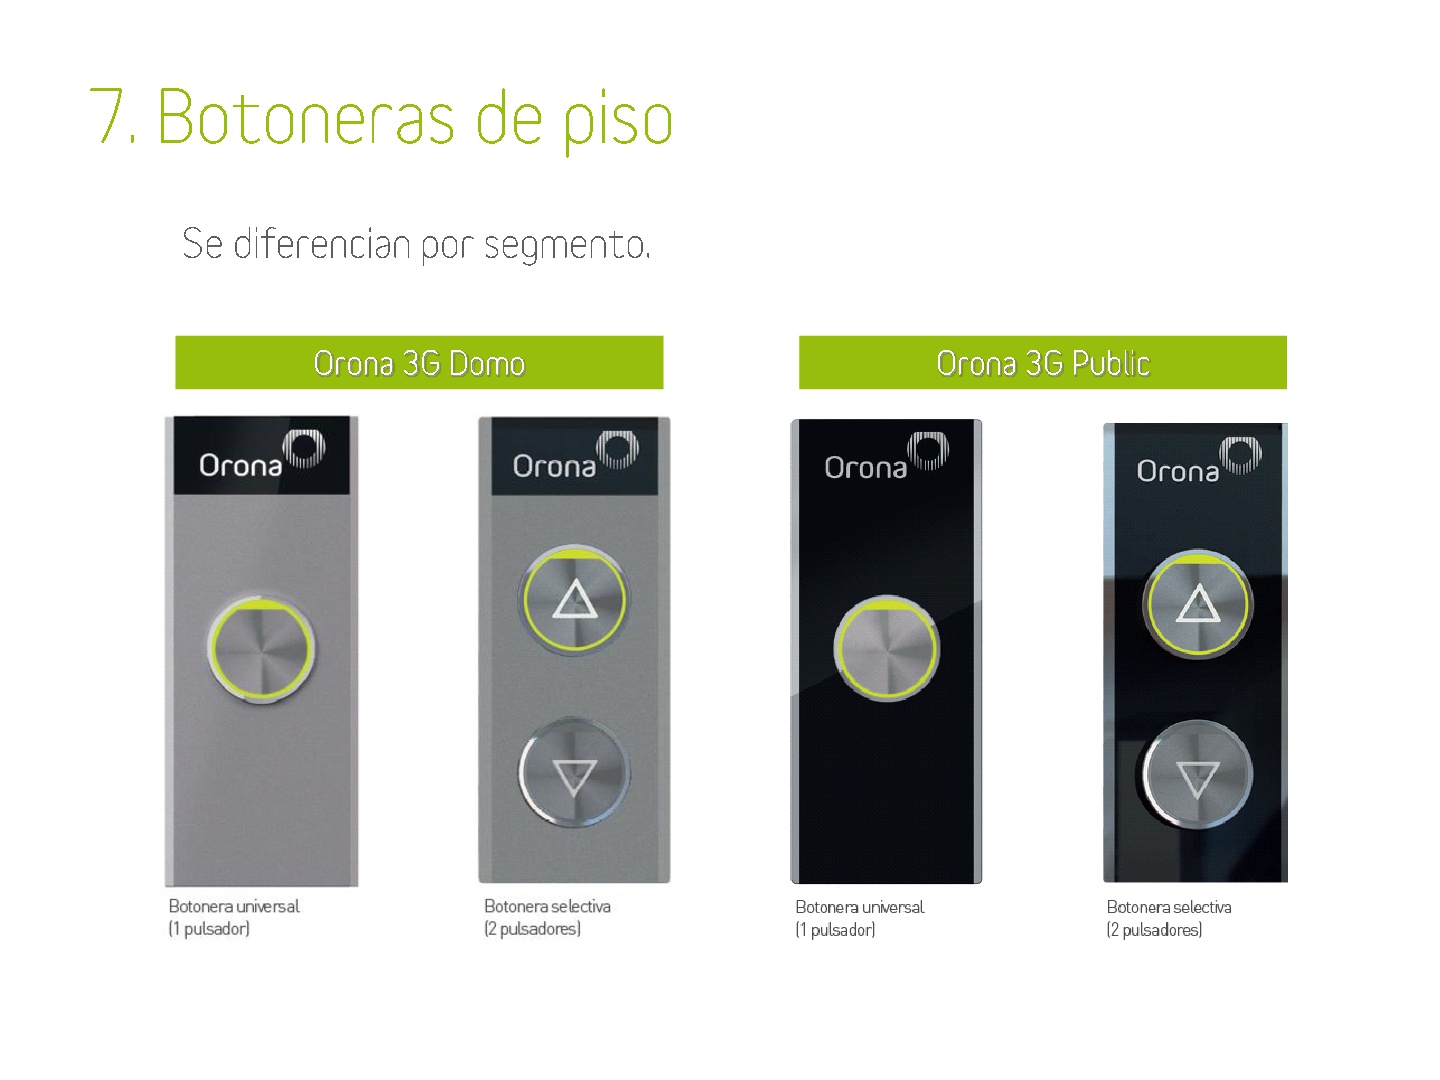 7. Botoneras de piso
Se diferencian por segmento.
Orona 3G Domo
Orona 3G Public
Orona
Orona
Orona
Orona
Botonera universal
(1 pulsador)
Botonera selectiva
(2 pulsadores)
Botonera universal
(1 pulsador)
Botonera selectiva
(2 pulsadores)